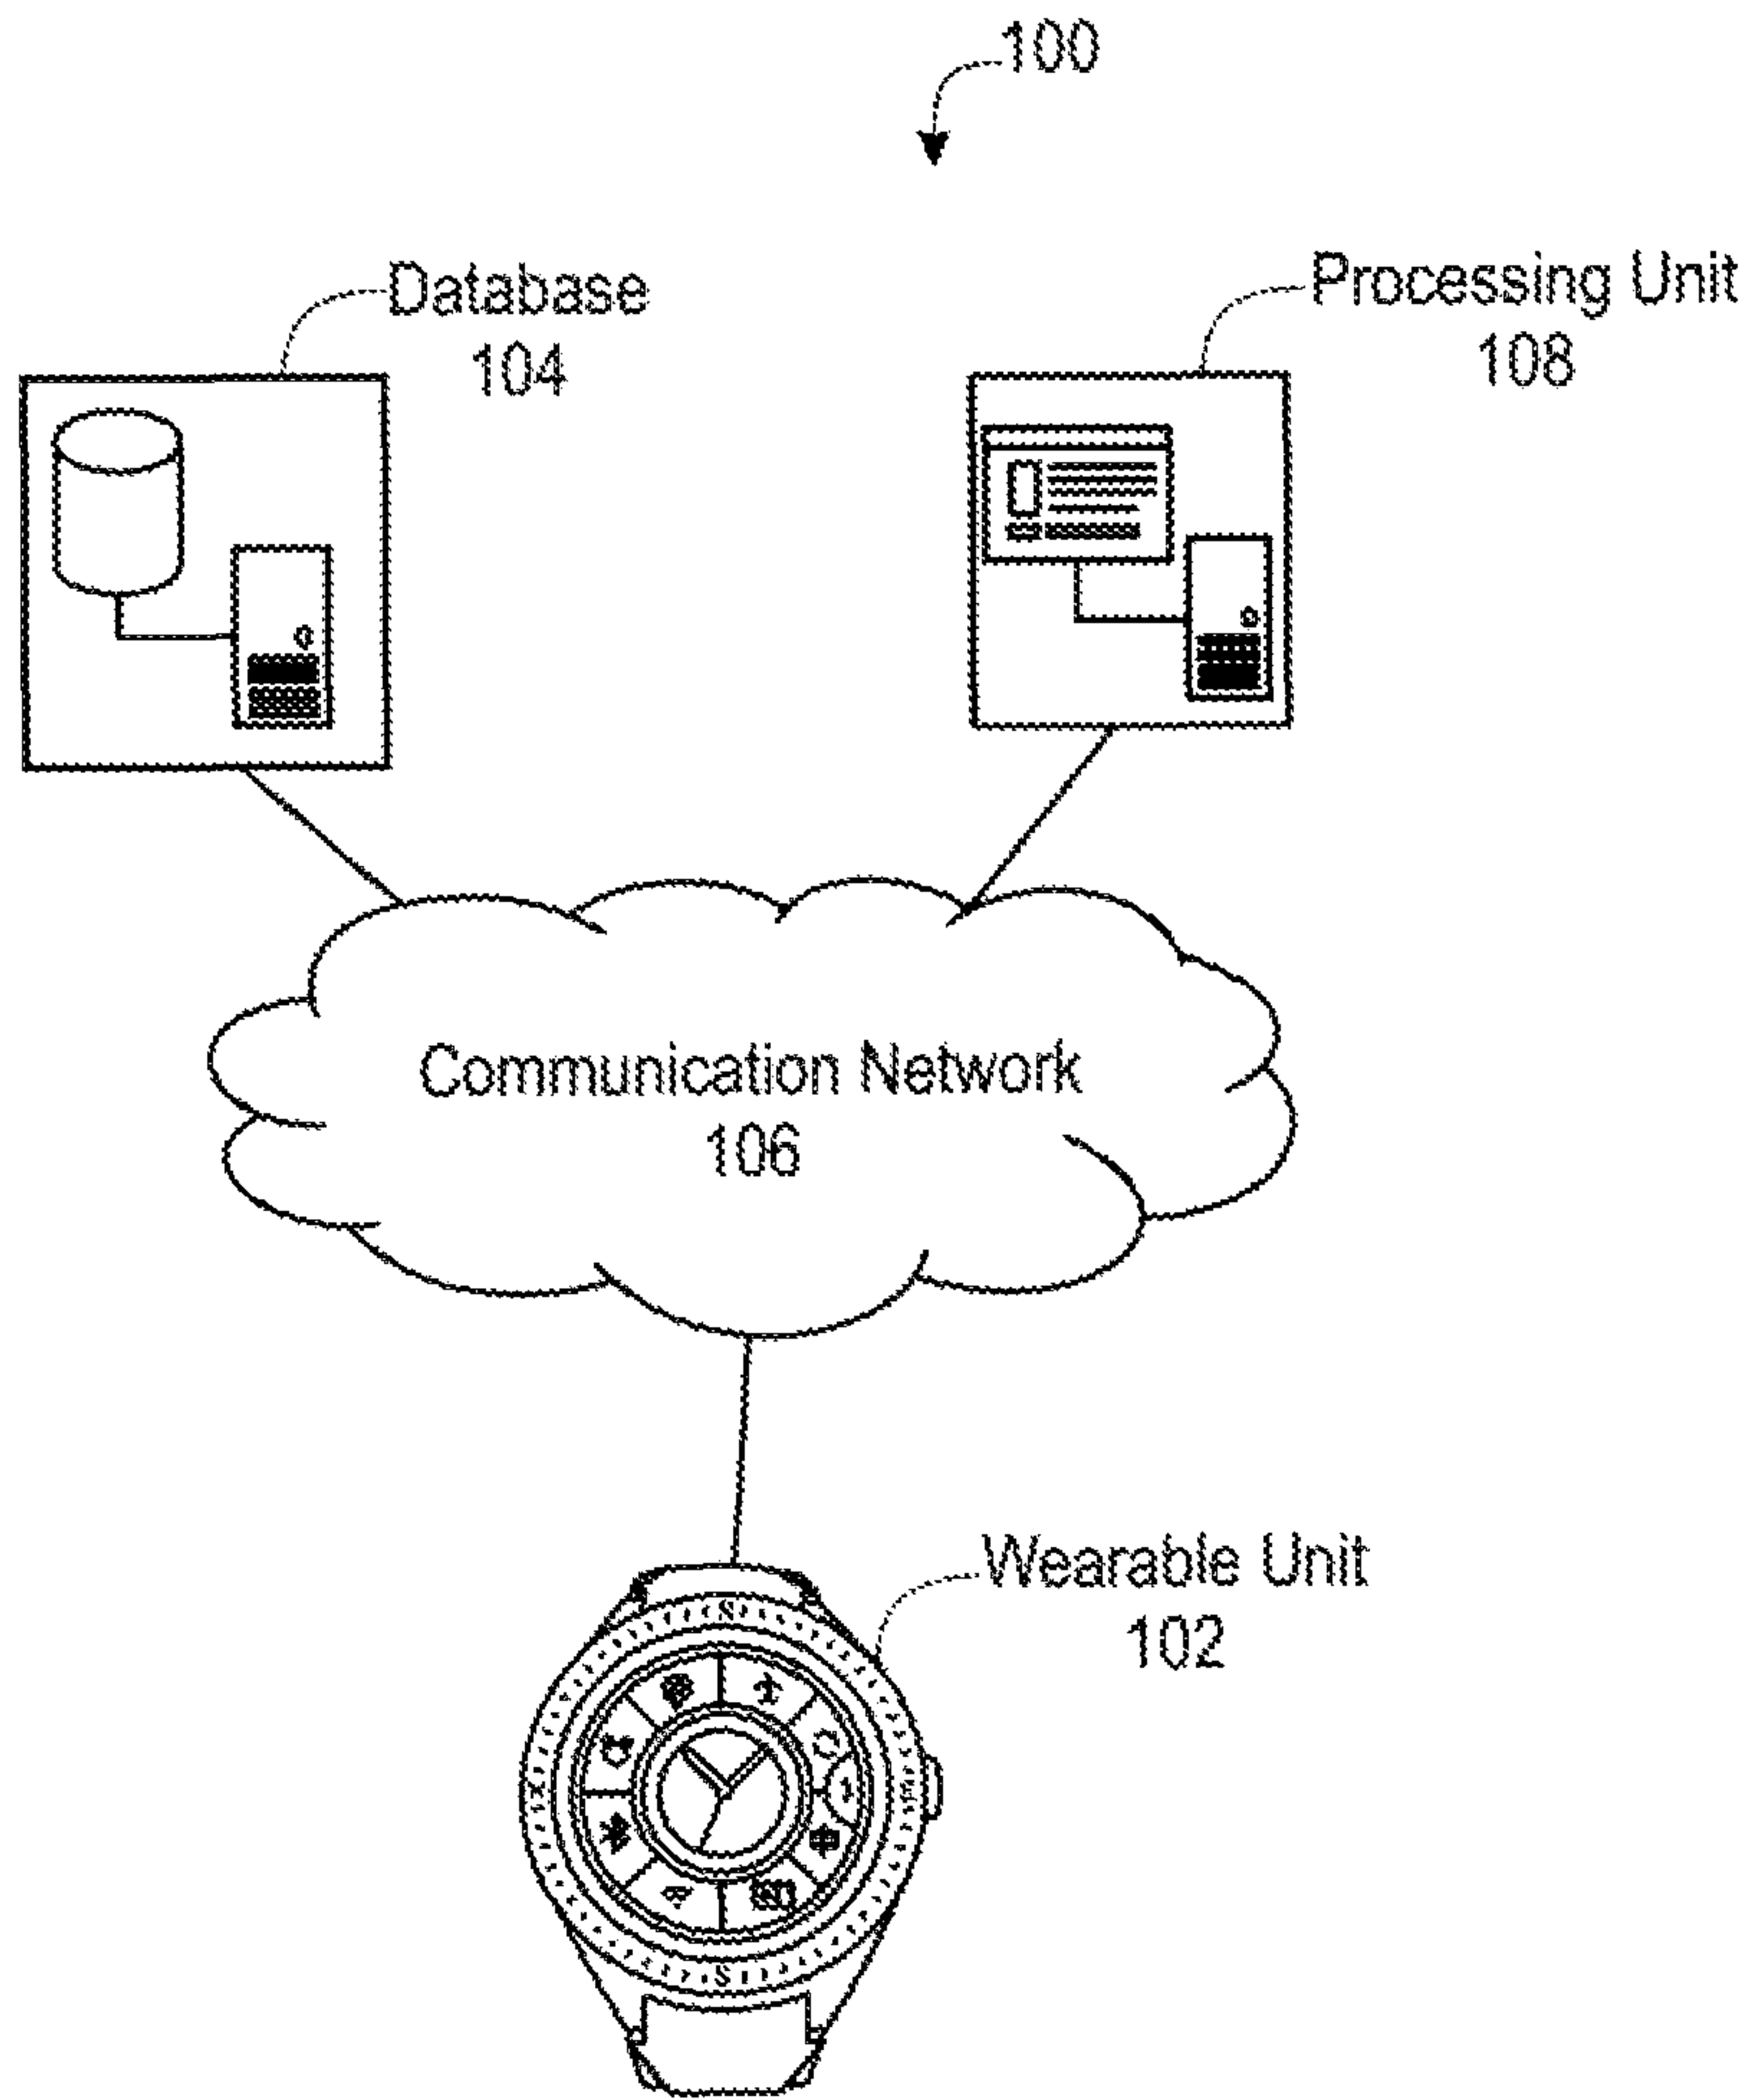 100
Database
104
Processing Unit
108
Communication Network
106
Wearable Unit
102
S
S